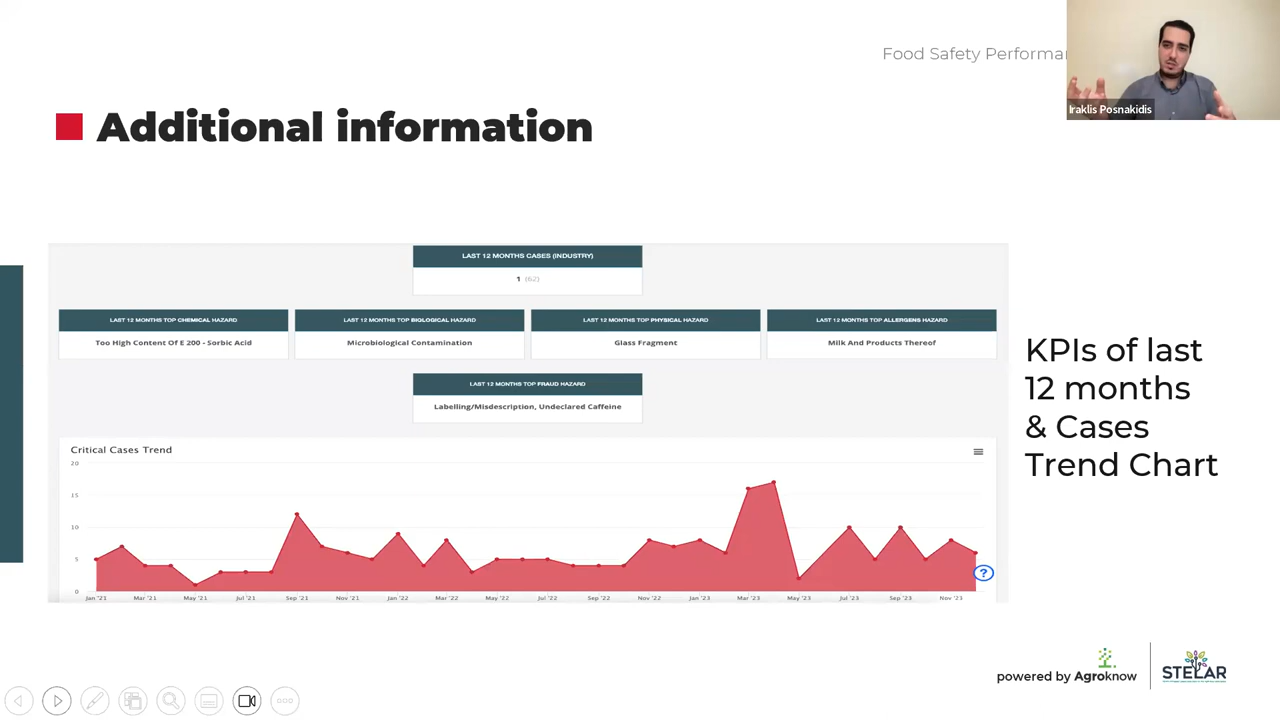 Food Safety Performa
Iraklis Posnakidis
Additional information
LAST 12 MONTHS CASES (INDUSTRY)
1 (62)
LAST 12 MONTHS TOP CHEMICAL HAZARD
Too High Content Of E 200 - Sorbic Acid
LAST 12 MONTHS TOP BIOLOGICAL HAZARD
Microbiological Contamination
LAST 12 MONTHS TOP PHYSICAL HAZARD
Glass Fragment
LAST 12 MONTHS TOP ALLERGENS HAZARD
Milk And Products Thereof
LAST 12 MONTHS TOP FRAUD HAZARD
Labelling/Misdescription, Undeclared Caffeine
KPIs of last
12 months
& Cases
Trend Chart
Critical Cases Trend
20
15
10
5
0
Jan '21 Mar '21 May '21 Jul '21 Sep '21 Nov '21 Jan '22 Mar '22 May '22 Jul '22 Sep '22 Nov '22 Jan '23 Mar '23 May '23 Jul '23 Sep '23 Nov '23
?
powered by Agroknow
STELAR